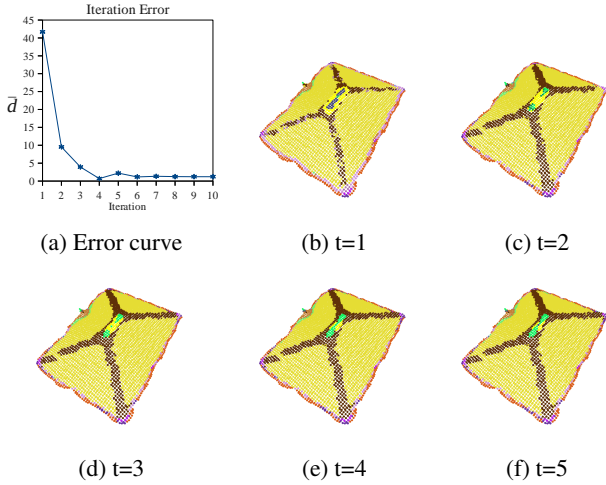 Iteration Error
45
40
35
30
25
20
15
10
5
0
d̄
1 2 3 4 5 6 7 8 9 10
Iteration
(a) Error curve
(b) t=1
(c) t=2
(d) t=3
(e) t=4
(f) t=5